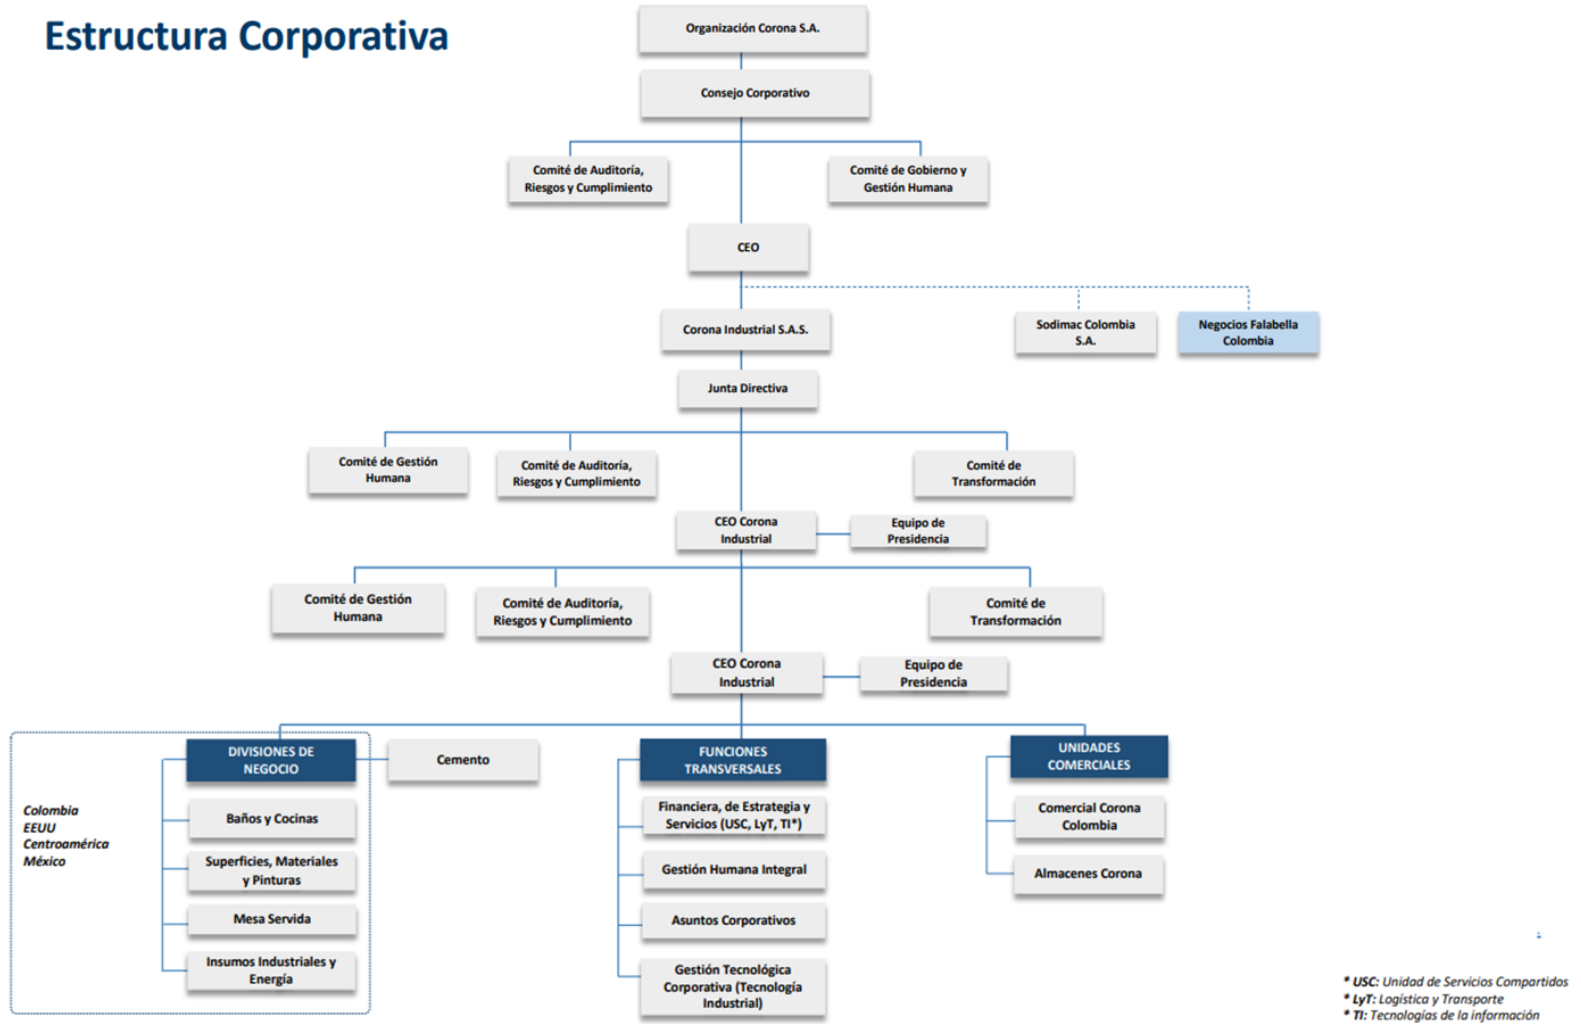 Estructura Corporativa
Organización Corona S.A.
Consejo Corporativo
Comité de Auditoría,
Riesgos y Cumplimiento
Comité de Gobierno y
Gestión Humana
CEO
Corona Industrial S.A.S.
Sodimac Colombia
S.A.
Negocios Falabella
Colombia
Junta Directiva
Comité de Gestión
Humana
Comité de Auditoría,
Riesgos y Cumplimiento
Comité de
Transformación
CEO Corona
Industrial
Equipo de
Presidencia
Comité de Gestión
Humana
Comité de Auditoría,
Riesgos y Cumplimiento
Comité de
Transformación
CEO Corona
Industrial
Equipo de
Presidencia
Colombia
EEUU
Centroamérica
México
DIVISIONES DE
NEGOCIO
Cemento
Baños y Cocinas
Superficies, Materiales
y Pinturas
Mesa Servida
Insumos Industriales y
Energía
FUNCIONES
TRANSVERSALES
Financiera, de Estrategia y
Servicios (USC, LyT, TI*)
Gestión Humana Integral
Asuntos Corporativos
Gestión Tecnológica
Corporativa (Tecnología
Industrial)
UNIDADES
COMERCIALES
Comercial Corona
Colombia
Almacenes Corona
* USC: Unidad de Servicios Compartidos
* LyT: Logística y Transporte
* TI: Tecnologías de la información